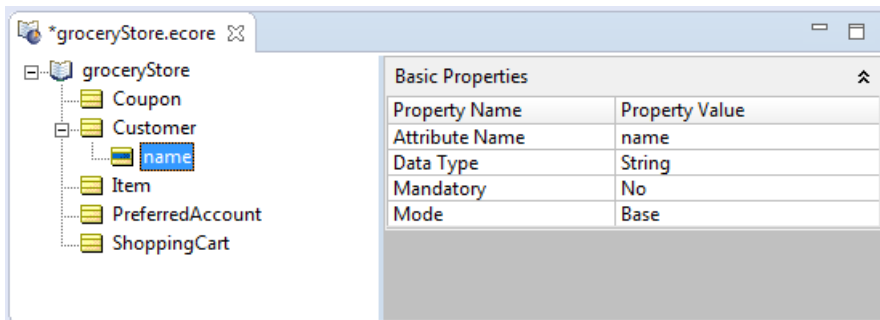 *groceryStore.ecore
groceryStore
Coupon
Customer
name
Item
PreferredAccount
ShoppingCart
Basic Properties
Property Name Property Value
Attribute Name name
Data Type String
Mandatory No
Mode Base